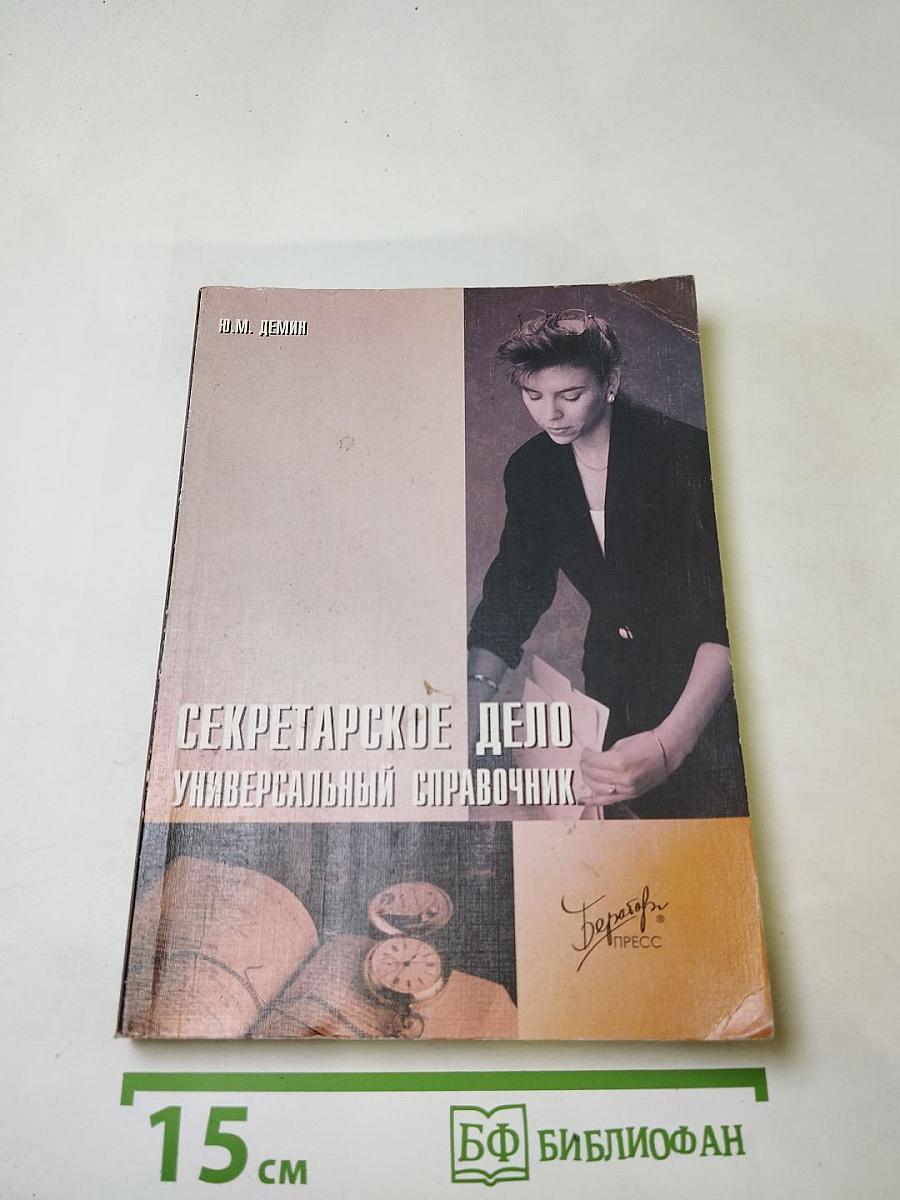 Ю.М. ДЕМИН
СЕКРЕТАРСКОЕ ДЕЛО
УНИВЕРСАЛЬНЫЙ СПРАВОЧНИК
Бератор
®
ПРЕСС
15 см
БФ БИБЛИОФАН